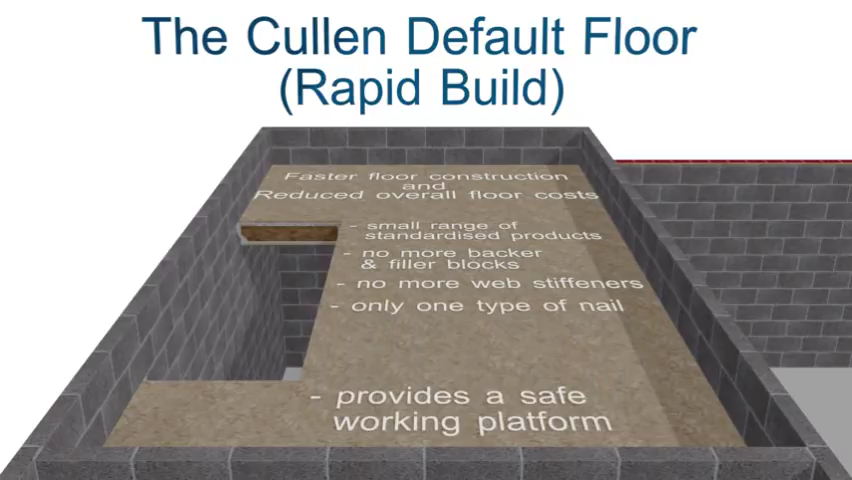 The Cullen Default Floor
(Rapid Build)
Faster floor construction
and
Reduced overall floor costs
- small range of
standardised products
- no more backer
& filler blocks
- no more web stiffeners
- only one type of nail
- provides a safe
working platform